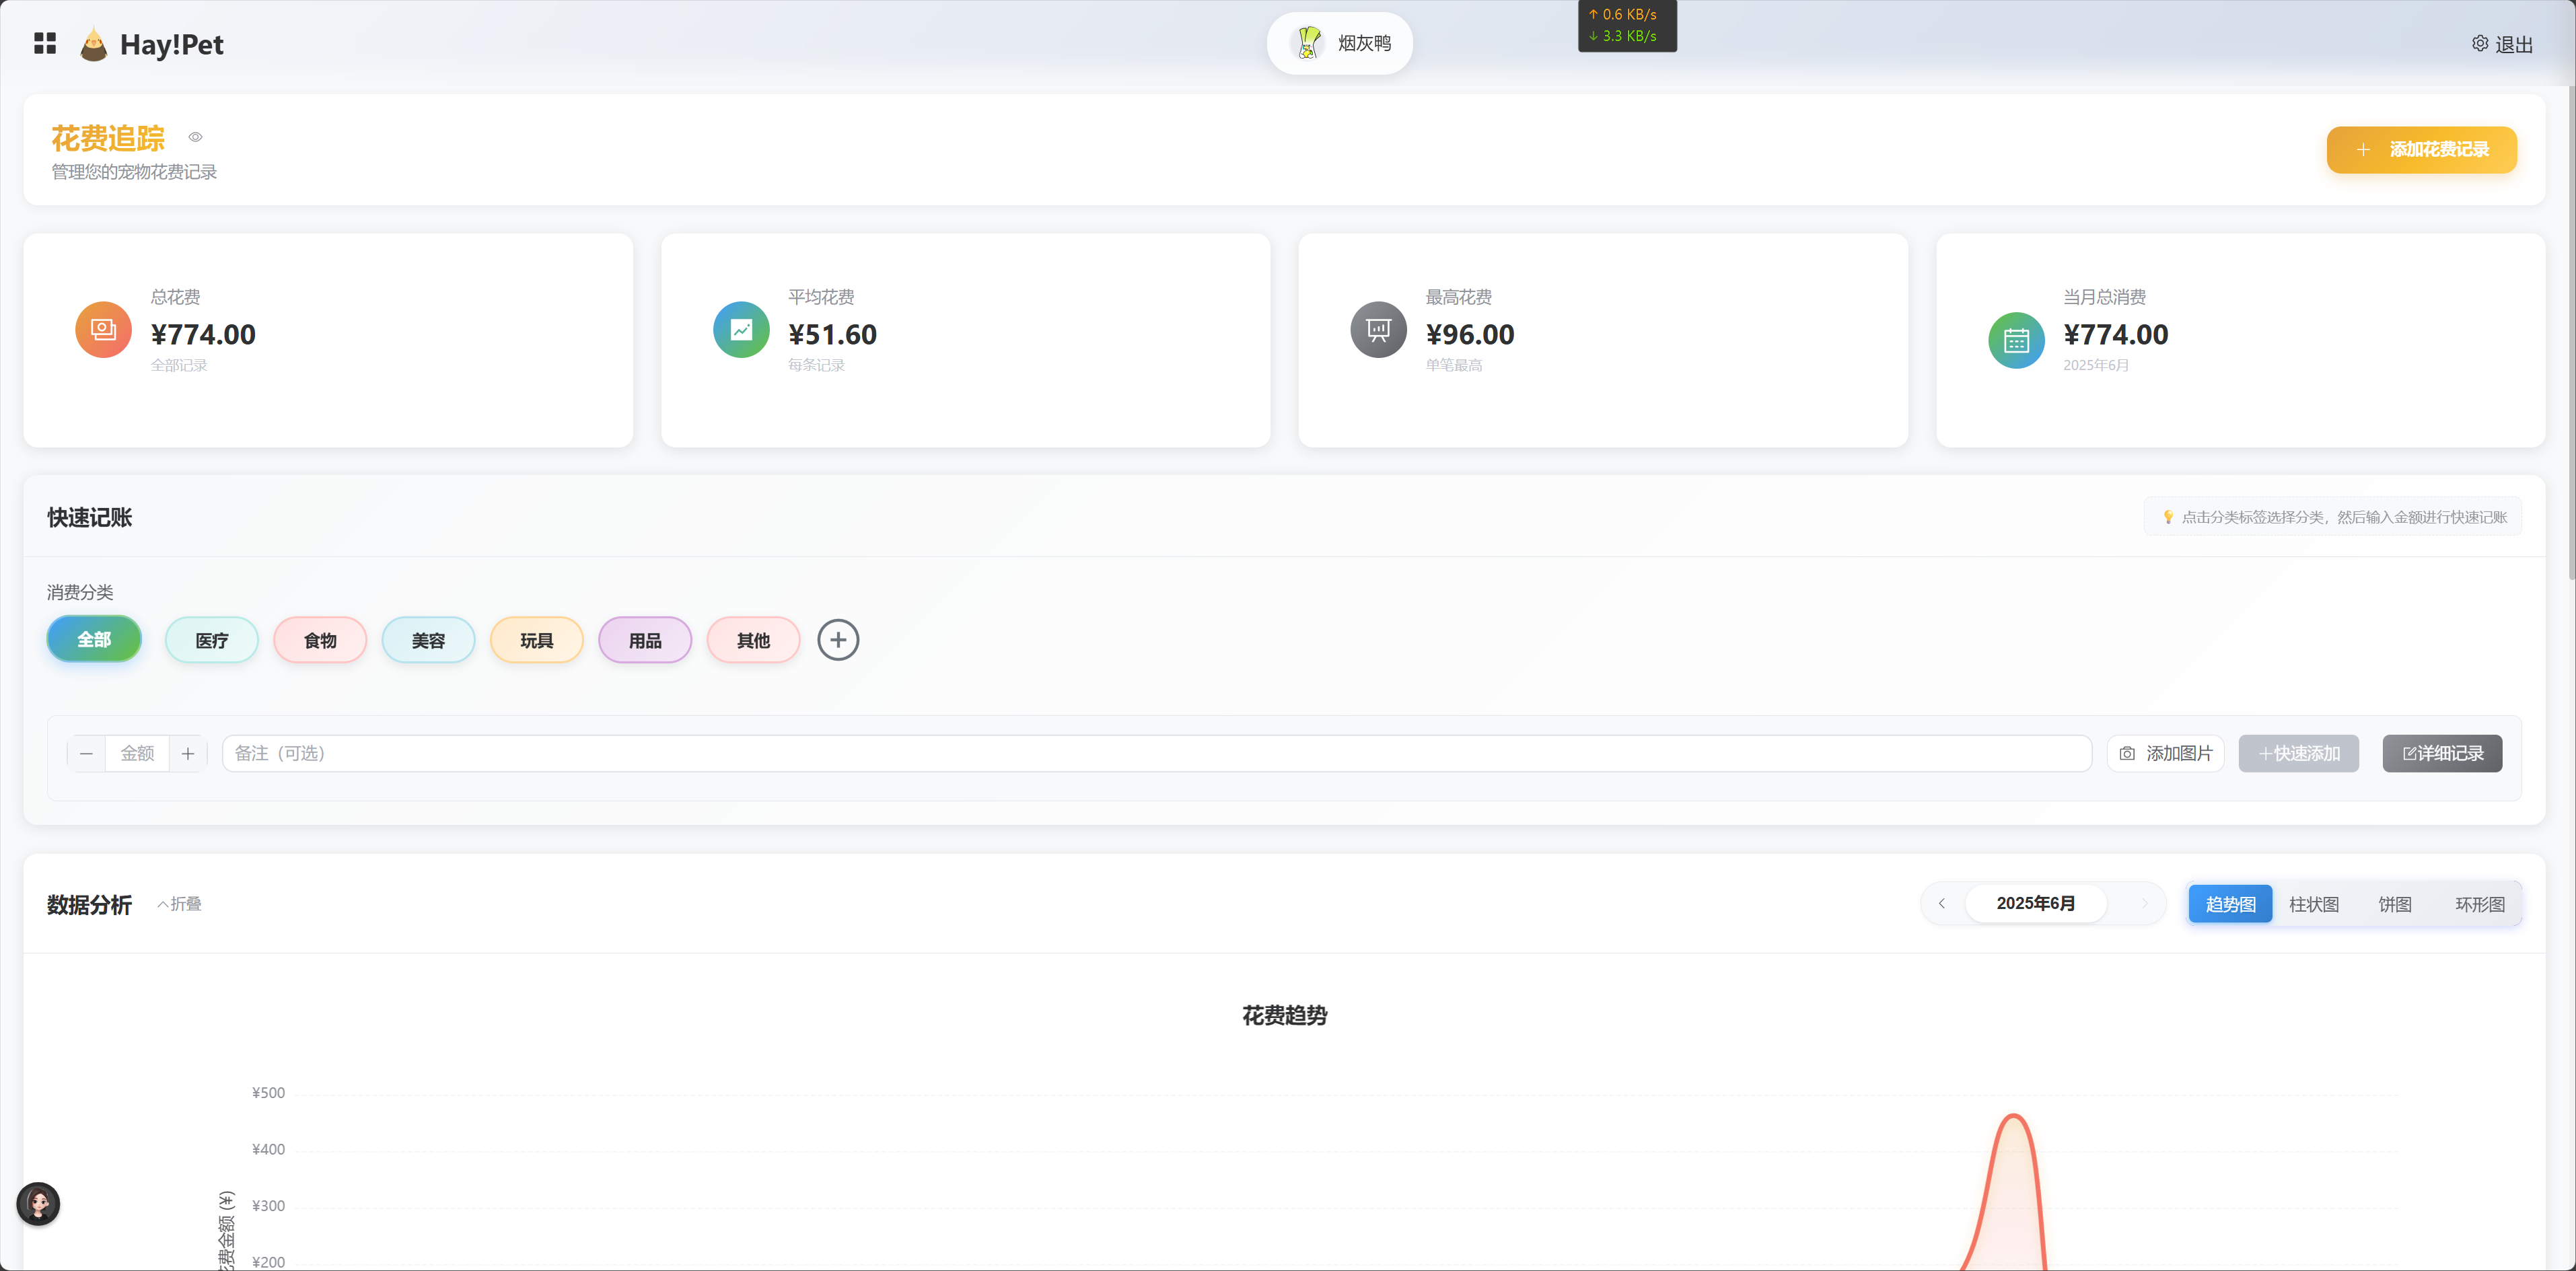 Hay!Pet
烟灰鸭
↑ 0.6 KB/s
↓ 3.3 KB/s
退出
花费追踪
管理您的宠物花费记录
添加花费记录
总花费
¥774.00
全部记录
平均花费
¥51.60
每条记录
最高花费
¥96.00
单笔最高
当月总消费
¥774.00
2025年6月
快速记账
点击分类标签选择分类，然后输入金额进行快速记账
消费分类
全部
医疗
食物
美容
玩具
用品
其他
金额
备注（可选）
添加图片
快速添加
详细记录
数据分析
折叠
2025年6月
趋势图
柱状图
饼图
环形图
花费趋势
¥500
¥400
¥300
¥200
花费金额 (¥)